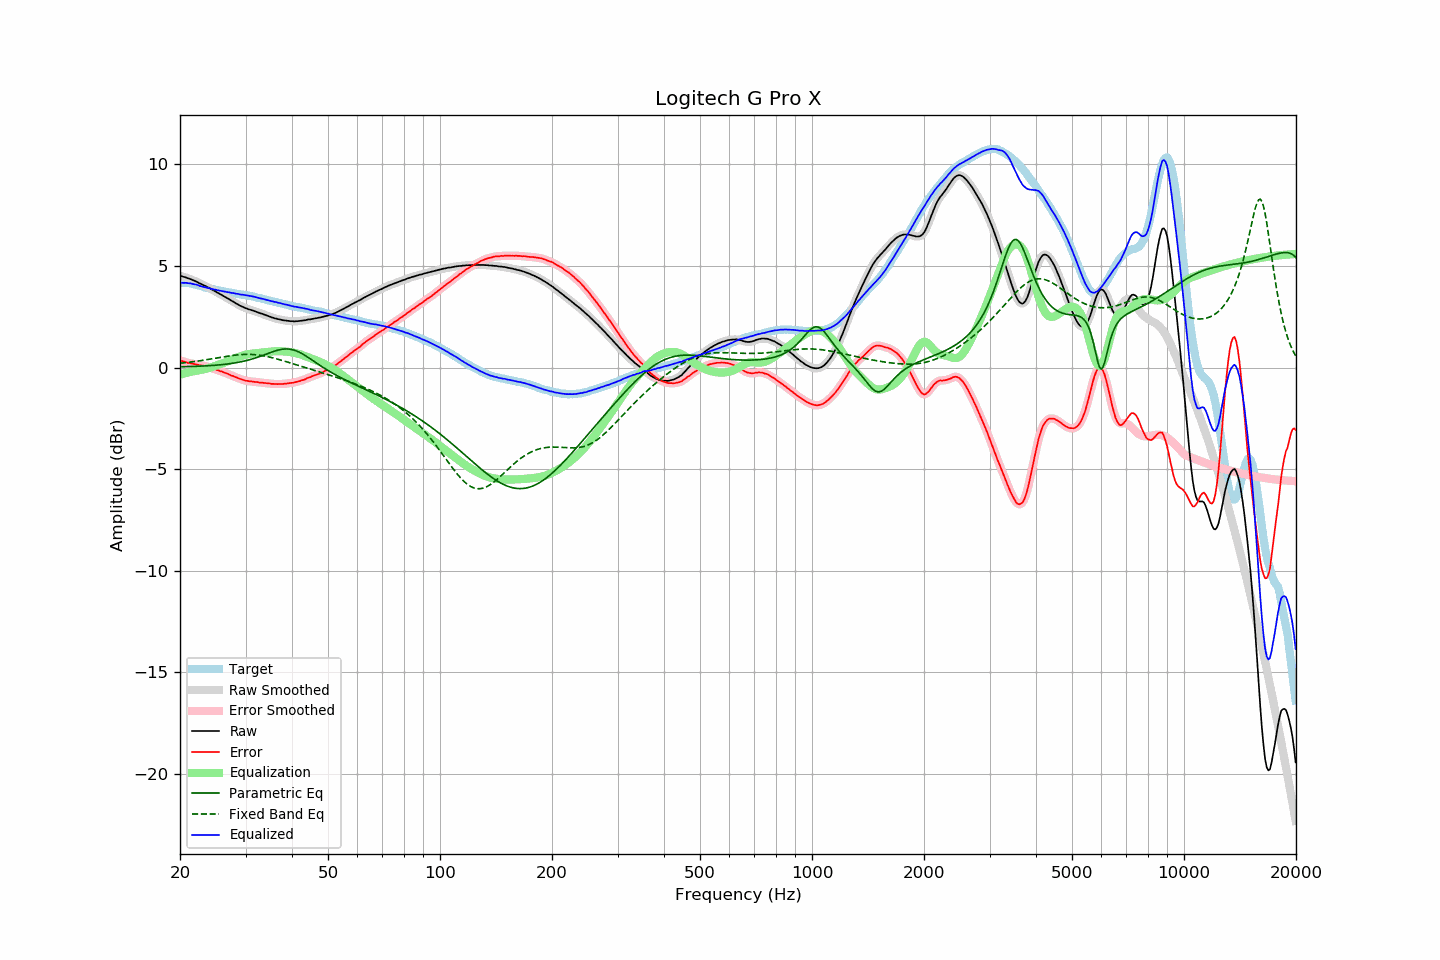 Logitech G Pro X
Amplitude (dBr)
10
5
0
−5
−10
−15
−20
Target
Raw Smoothed
Error Smoothed
Raw
Error
Equalization
Parametric Eq
Fixed Band Eq
Equalized
20 50 100 200 500 1000 2000 5000 10000 20000
Frequency (Hz)